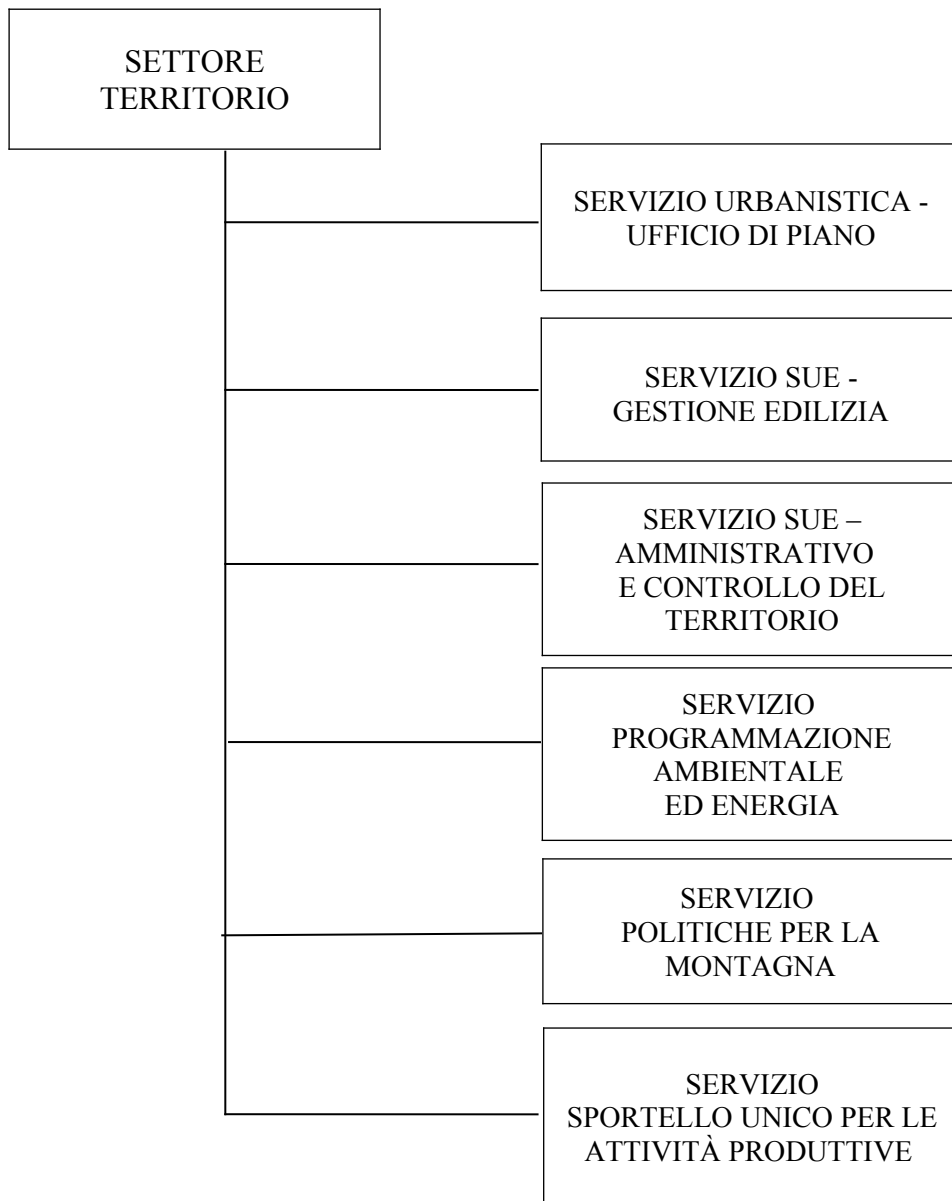 SETTORE
TERRITORIO
SERVIZIO URBANISTICA -
UFFICIO DI PIANO
SERVIZIO SUE -
GESTIONE EDILIZIA
SERVIZIO SUE –
AMMINISTRATIVO
E CONTROLLO DEL
TERRITORIO
SERVIZIO
PROGRAMMAZIONE
AMBIENTALE
ED ENERGIA
SERVIZIO
POLITICHE PER LA
MONTAGNA
SERVIZIO
SPORTELLO UNICO PER LE
ATTIVITÀ PRODUTTIVE